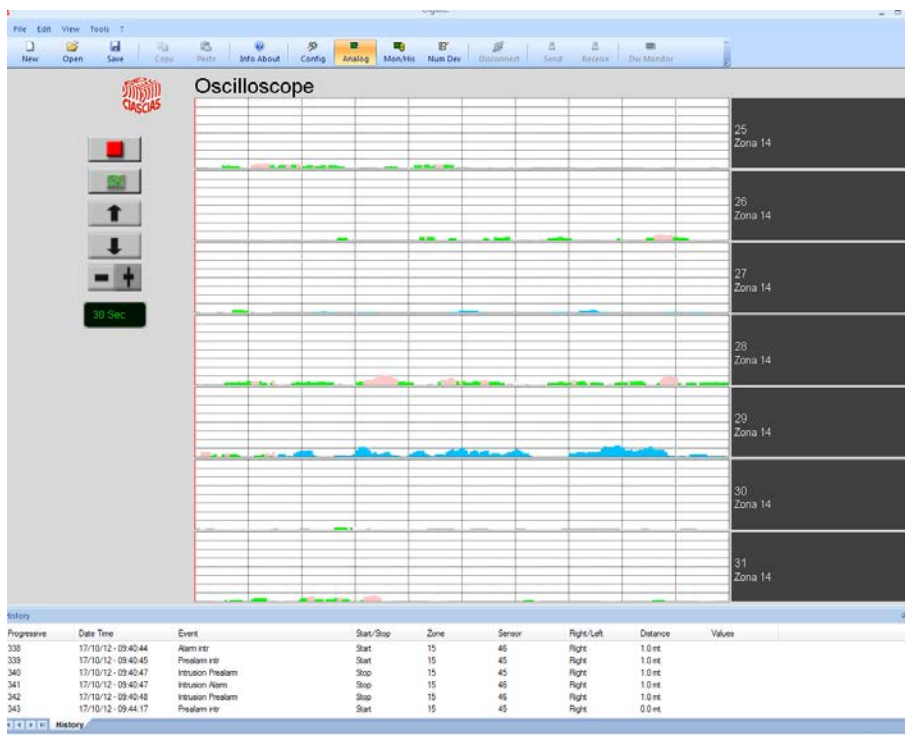 File Edit View Tools ?
New Open Save Copy Paste Info About Config Analog Mon/His Num Dev Disconnect Send Receive Dw Monitor
CIASCIAS
Oscilloscope
25
Zona 14
26
Zona 14
27
Zona 14
30 Sec
28
Zona 14
29
Zona 14
30
Zona 14
31
Zona 14
History
Progressive Date Time Event Start/Stop Zone Sensor Right/Left Distance Values
338 17/10/12 - 09:40:44 Alarm intr Start 15 46 Right 1.0 mt
339 17/10/12 - 09:40:45 Prealarm intr Start 15 45 Right 1.0 mt
340 17/10/12 - 09:40:47 Intrusion Prealarm Stop 15 45 Right 1.0 mt
341 17/10/12 - 09:40:47 Intrusion Alarm Stop 15 46 Right 1.0 mt
342 17/10/12 - 09:40:48 Intrusion Prealarm Stop 15 45 Right 1.0 mt
343 17/10/12 - 09:44:17 Prealarm intr Start 15 45 Right 0.0 mt
History